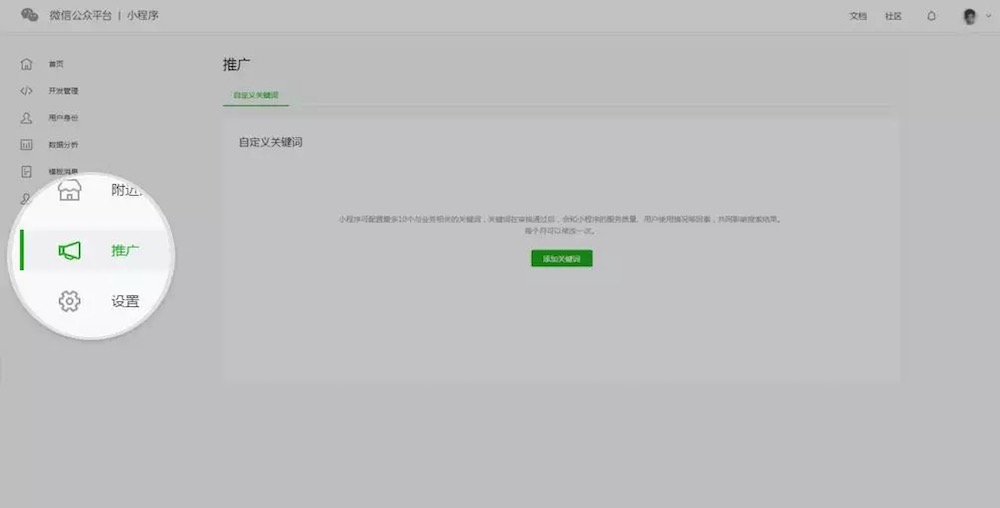 微信公众平台 | 小程序
文档 社区
首页
开发管理
用户身份
数据分析
模板消息
附近
推广
设置
推广
自定义关键词
自定义关键词
小程序可配置最多10个与业务相关的关键词，关键词在审核通过后，会和小程序的服务质量、用户使用情况等因素，共同影响搜索结果。
每个月可以修改一次。
添加关键词